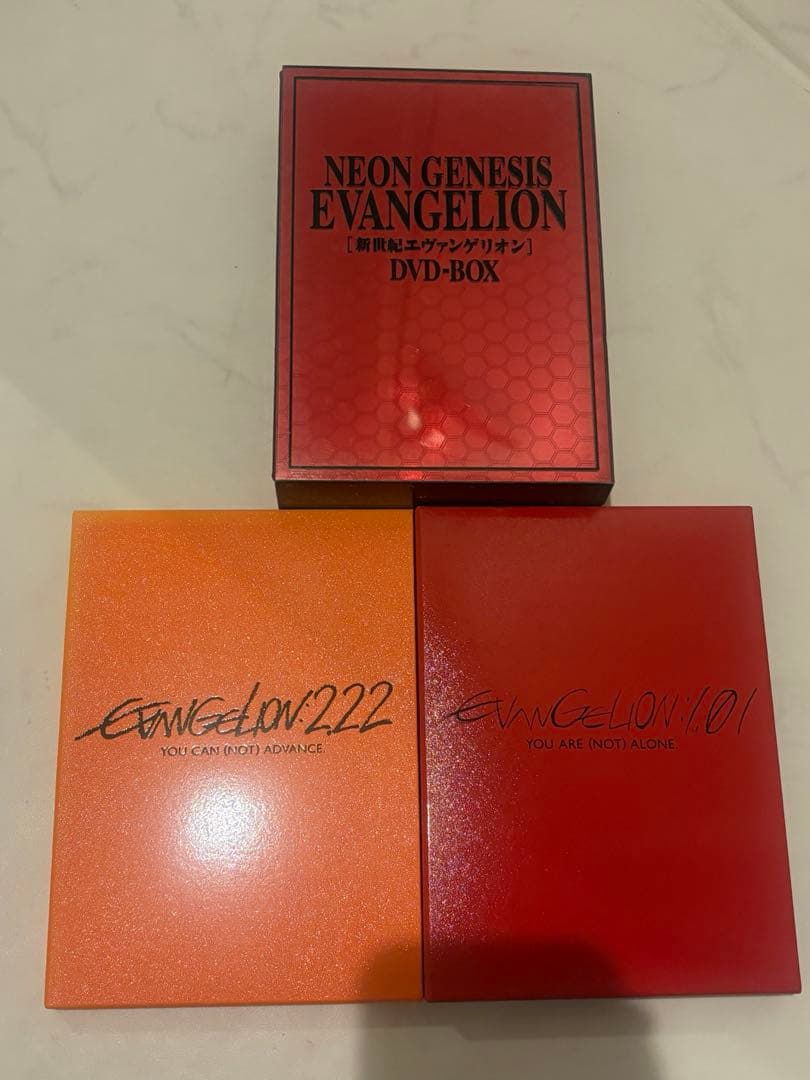 NEON GENESIS
EVANGELION
[新世紀エヴァンゲリオン]
DVD-BOX
EVANGELION:2.22
YOU CAN (NOT) ADVANCE.
EVANGELION:1.01
YOU ARE (NOT) ALONE.